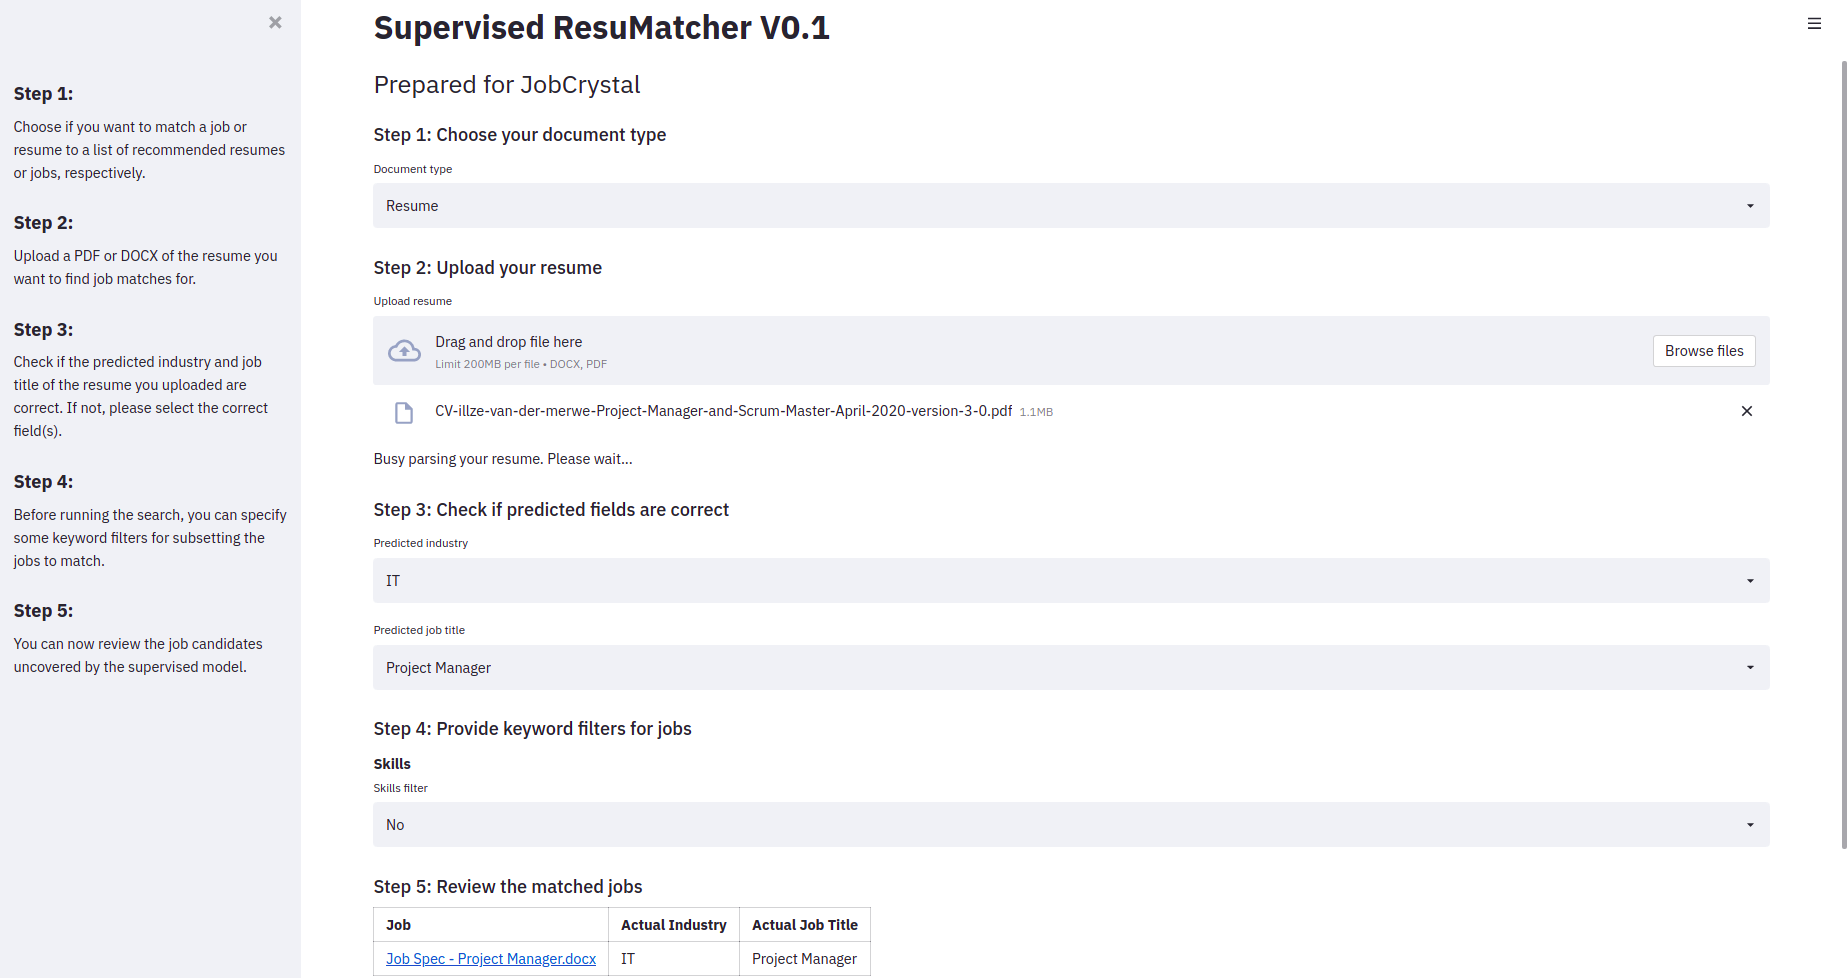 ×
Step 1:
Choose if you want to match a job or
resume to a list of recommended resumes
or jobs, respectively.
Step 2:
Upload a PDF or DOCX of the resume you
want to find job matches for.
Step 3:
Check if the predicted industry and job
title of the resume you uploaded are
correct. If not, please select the correct
field(s).
Step 4:
Before running the search, you can specify
some keyword filters for subsetting the
jobs to match.
Step 5:
You can now review the job candidates
uncovered by the supervised model.
Supervised ResuMatcher V0.1
Prepared for JobCrystal
Step 1: Choose your document type
Document type
Resume
Step 2: Upload your resume
Upload resume
Drag and drop file here
Limit 200MB per file • DOCX, PDF
Browse files
CV-illze-van-der-merwe-Project-Manager-and-Scrum-Master-April-2020-version-3-0.pdf 1.1MB
Busy parsing your resume. Please wait...
Step 3: Check if predicted fields are correct
Predicted industry
IT
Predicted job title
Project Manager
Step 4: Provide keyword filters for jobs
Skills
Skills filter
No
Step 5: Review the matched jobs
Job Actual Industry Actual Job Title
Job Spec - Project Manager.docx IT Project Manager